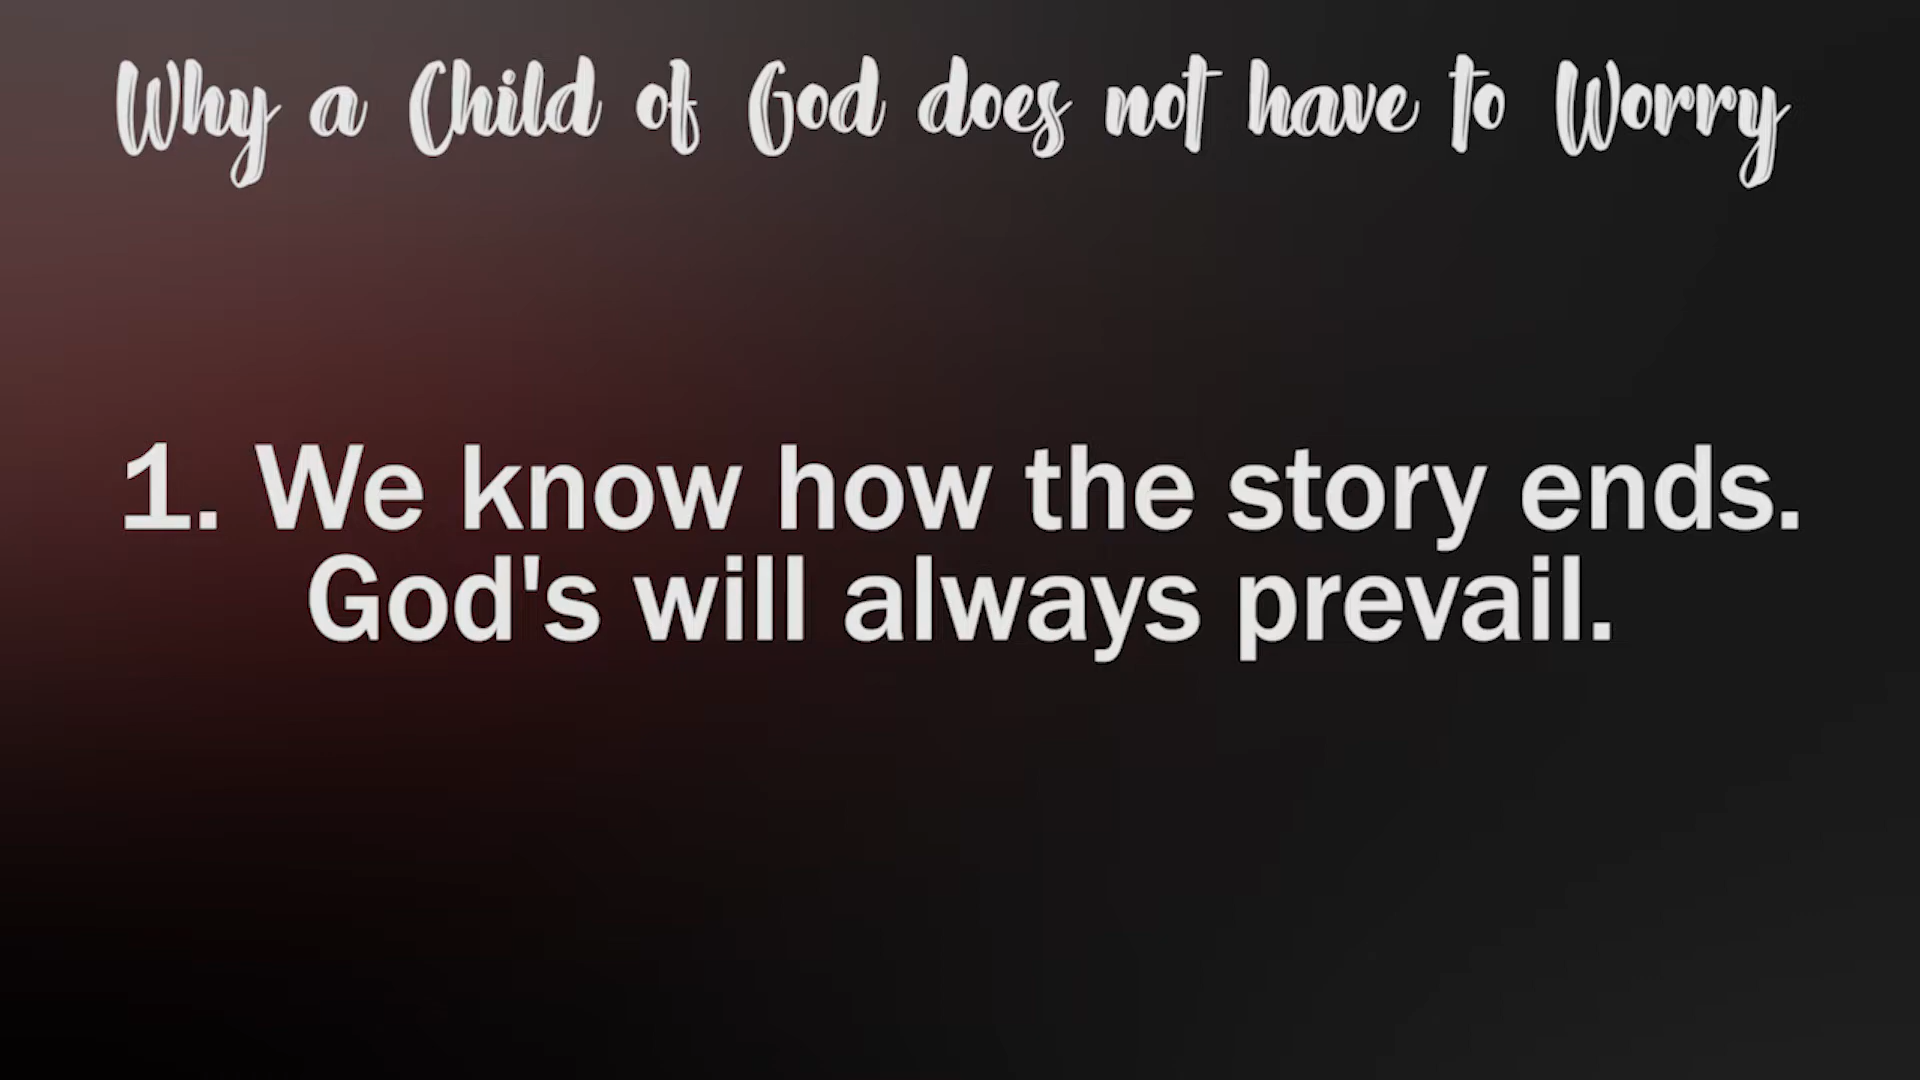 Why a Child of God does not have to Worry
1. We know how the story ends.
God's will always prevail.